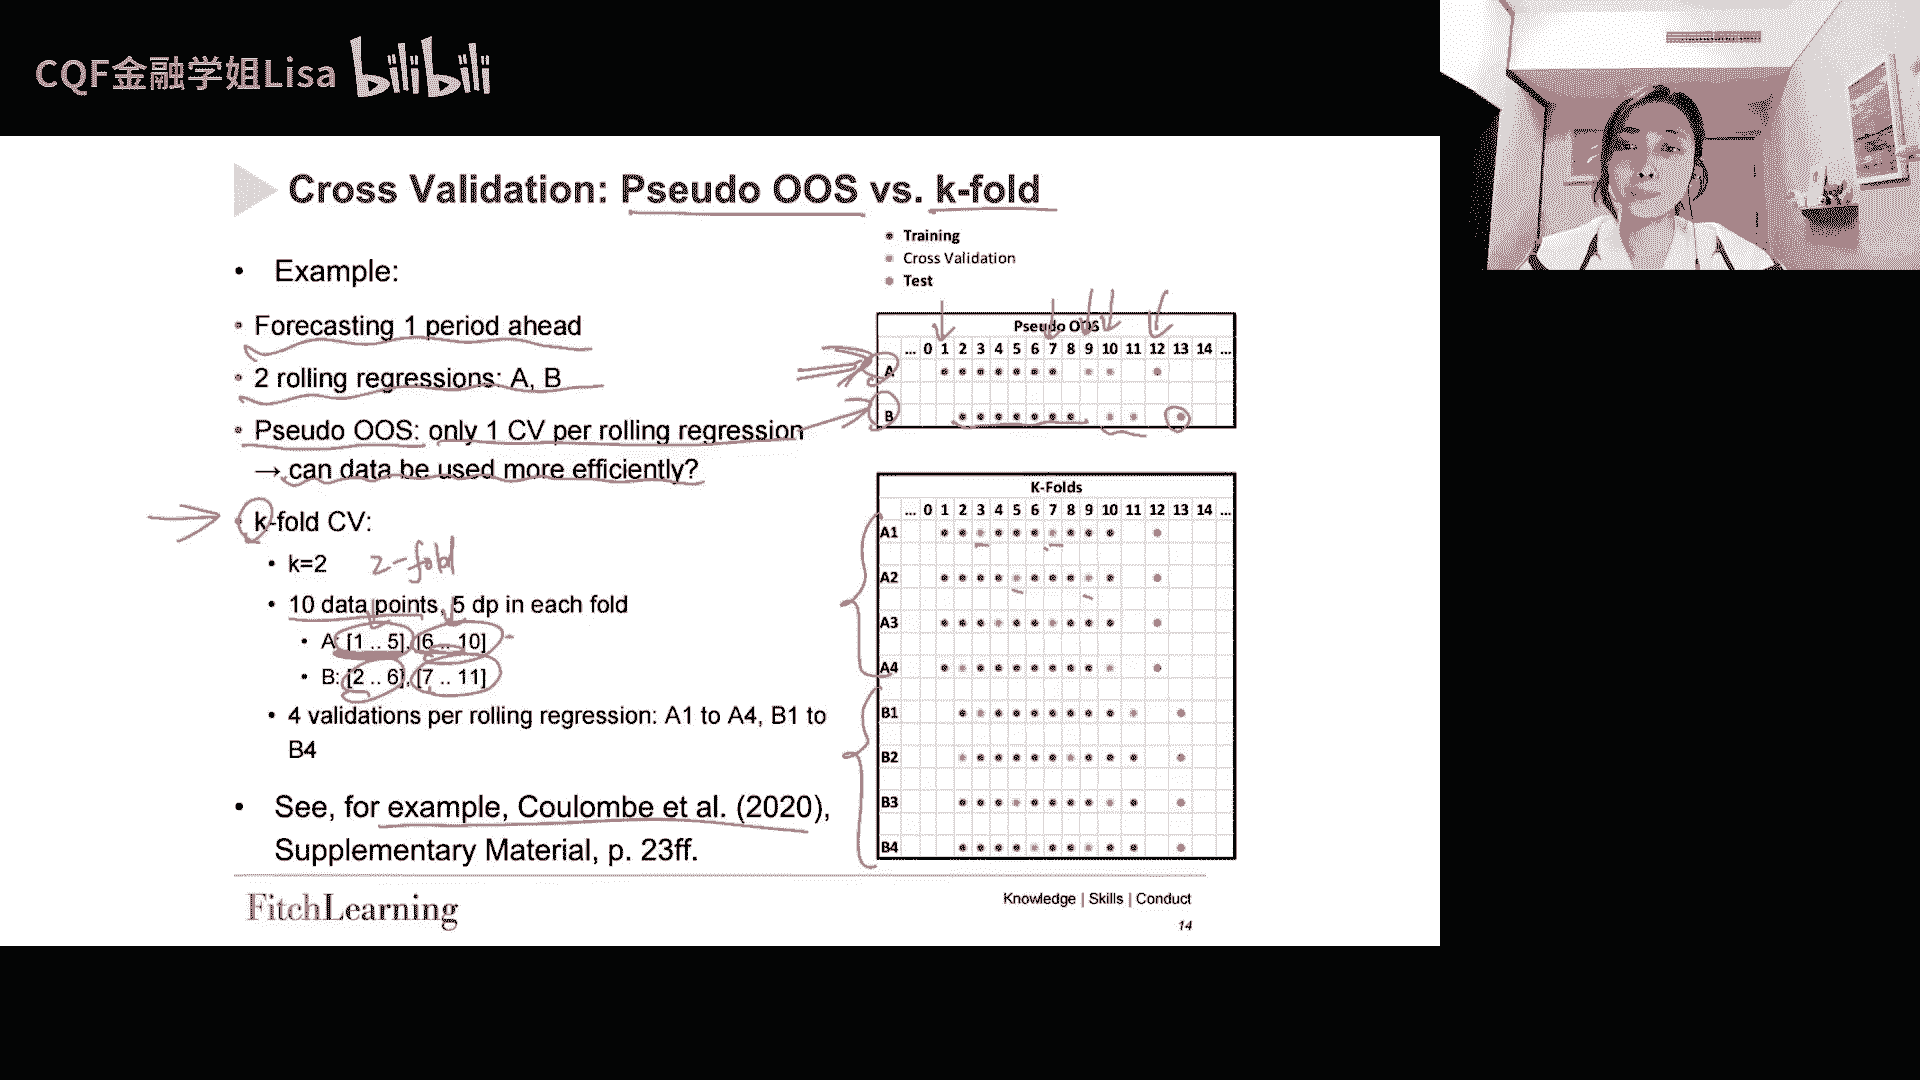 CQF金融学姐Lisa bilibili
Cross Validation: Pseudo OOS vs. k-fold
• Example:
• Forecasting 1 period ahead
• 2 rolling regressions: A, B
• Pseudo OOS: only 1 CV per rolling regression
→ can data be used more efficiently?
• k-fold CV:
• k=2 2-fold
• 10 data points, 5 dp in each fold
• A: [1 .. 5], [6 .. 10]
• B: [2 .. 6], [7 .. 11]
• 4 validations per rolling regression: A1 to A4, B1 to
B4
• See, for example, Coulombe et al. (2020),
Supplementary Material, p. 23ff.
Training
Cross Validation
Test
Pseudo OOS
... 0 1 2 3 4 5 6 7 8 9 10 11 12 13 14 ...
A
B
K-Folds
... 0 1 2 3 4 5 6 7 8 9 10 11 12 13 14 ...
A1
A2
A3
A4
B1
B2
B3
B4
FitchLearning
Knowledge | Skills | Conduct
14